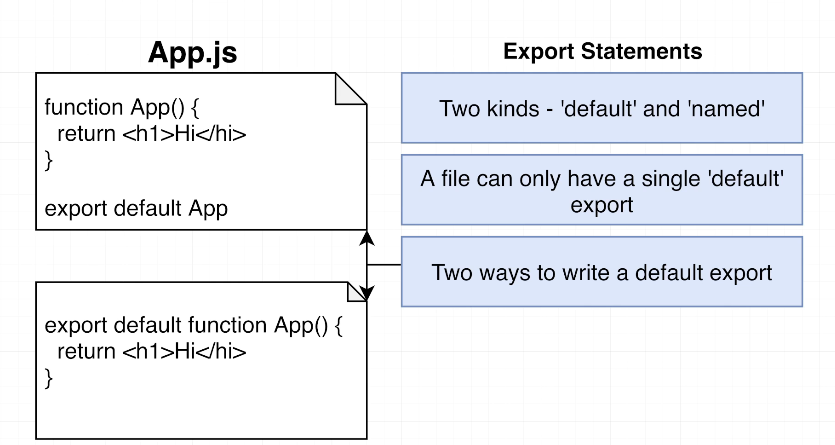 App.js
function App() {
return <h1>Hi</hi>
}
export default App
export default function App() {
return <h1>Hi</hi>
}
Export Statements
Two kinds - 'default' and 'named'
A file can only have a single 'default'
export
Two ways to write a default export